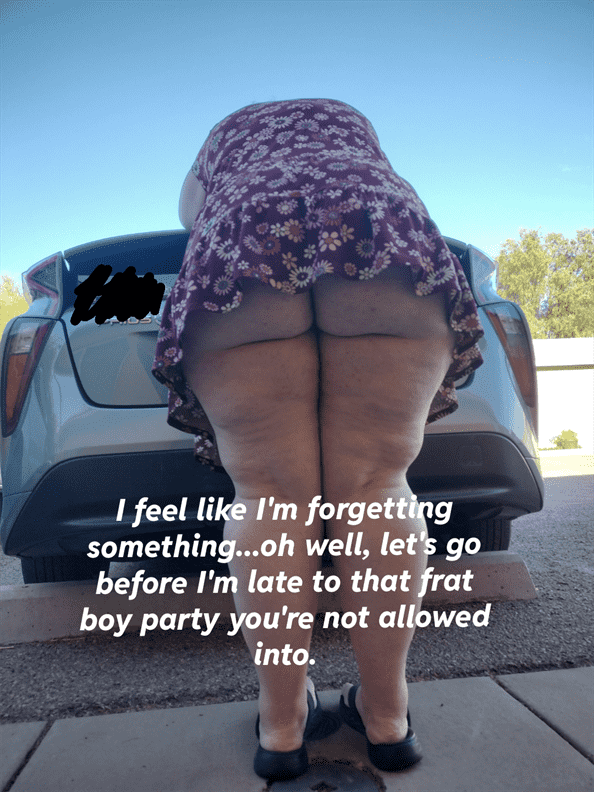 I feel like I'm forgetting
something...oh well, let's go
before I'm late to that frat
boy party you're not allowed
into.